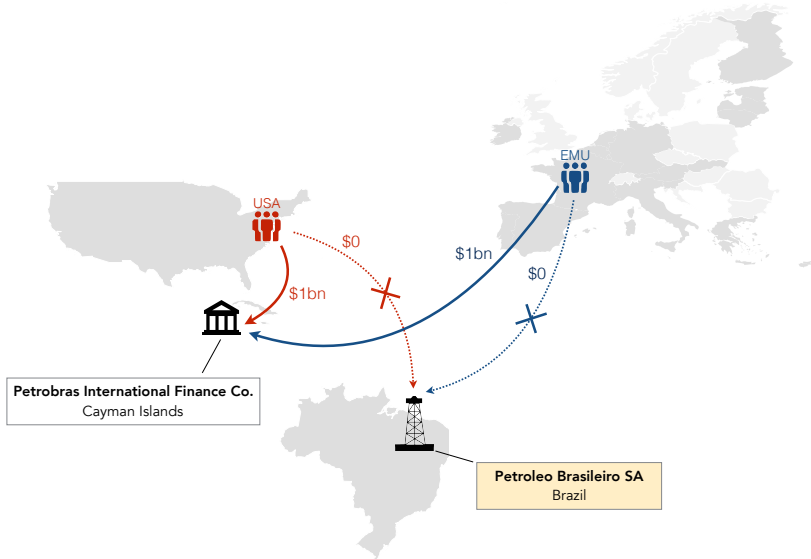 EMU
USA
$0
$1bn
$0
$1bn
Petrobras International Finance Co.
Cayman Islands
Petroleo Brasileiro SA
Brazil